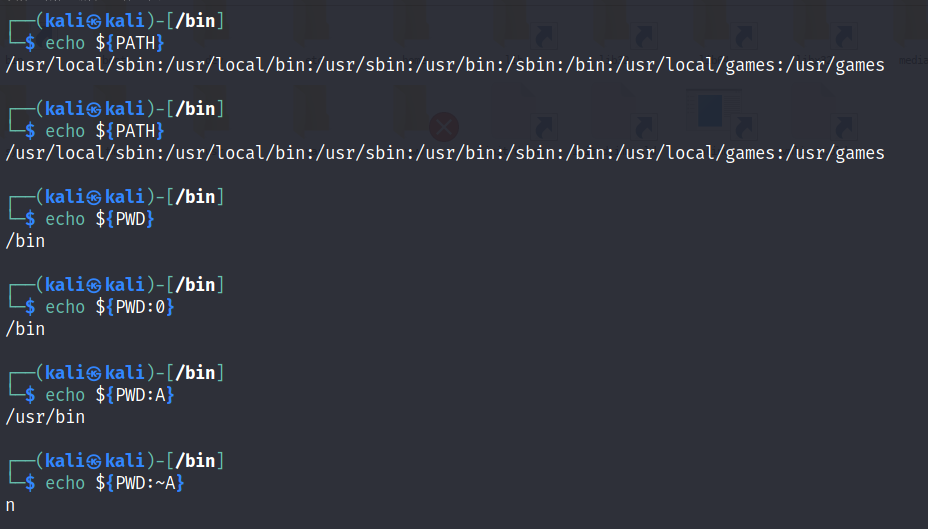 ┌──(kali㉿kali)-[/bin]
└─$ echo ${PATH}
/usr/local/sbin:/usr/local/bin:/usr/sbin:/usr/bin:/sbin:/bin:/usr/local/games:/usr/games
┌──(kali㉿kali)-[/bin]
└─$ echo ${PATH}
/usr/local/sbin:/usr/local/bin:/usr/sbin:/usr/bin:/sbin:/bin:/usr/local/games:/usr/games
┌──(kali㉿kali)-[/bin]
└─$ echo ${PWD}
/bin
┌──(kali㉿kali)-[/bin]
└─$ echo ${PWD:0}
/bin
┌──(kali㉿kali)-[/bin]
└─$ echo ${PWD:A}
/usr/bin
┌──(kali㉿kali)-[/bin]
└─$ echo ${PWD:~A}
n